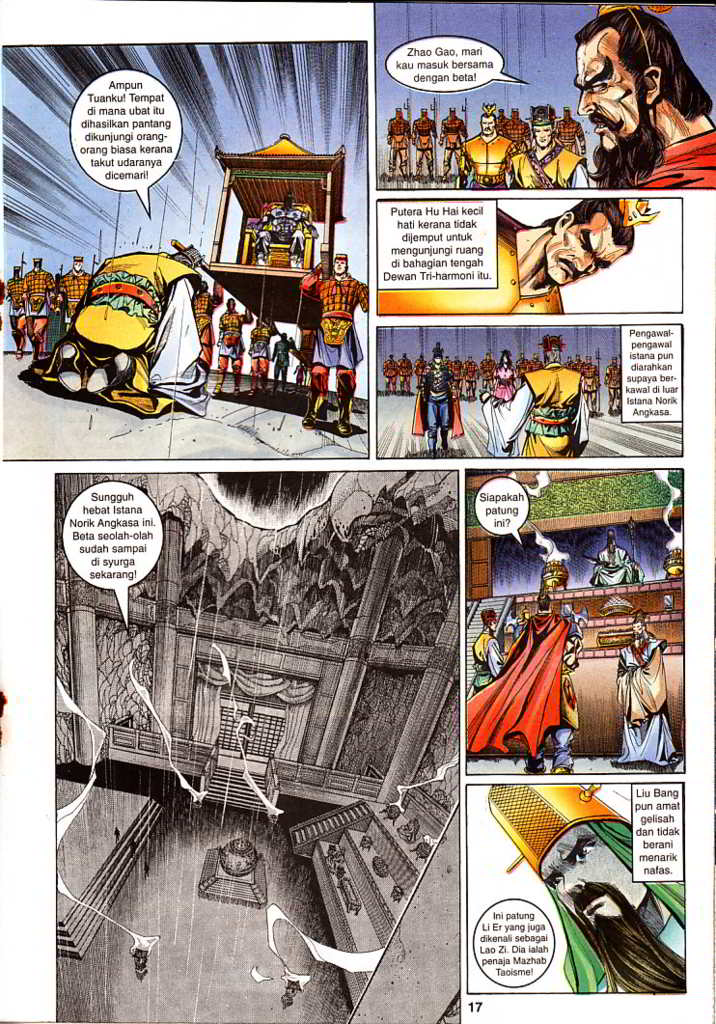 Ampun
Tuanku! Tempat
di mana ubat itu
dihasilkan pantang
dikunjungi orang-
orang biasa kerana
takut udaranya
dicemari!
Zhao Gao, mari
kau masuk bersama
dengan beta!
Putera Hu Hai kecil
hati kerana tidak
dijemput untuk
mengunjungi ruang
di bahagian tengah
Dewan Tri-harmoni itu.
Pengawal-
pengawal
istana pun
diarahkan
supaya ber-
kawal di luar
Istana Norik
Angkasa.
Sungguh
hebat Istana
Norik Angkasa ini.
Beta seolah-olah
sudah sampai
di syurga
sekarang!
Siapakah
patung
ini?
Liu Bang
pun amat
gelisah
dan tidak
berani
menarik
nafas.
Ini patung
Li Er yang juga
dikenali sebagai
Lao Zi. Dia ialah
penaja Mazhab
Taoisme!
17